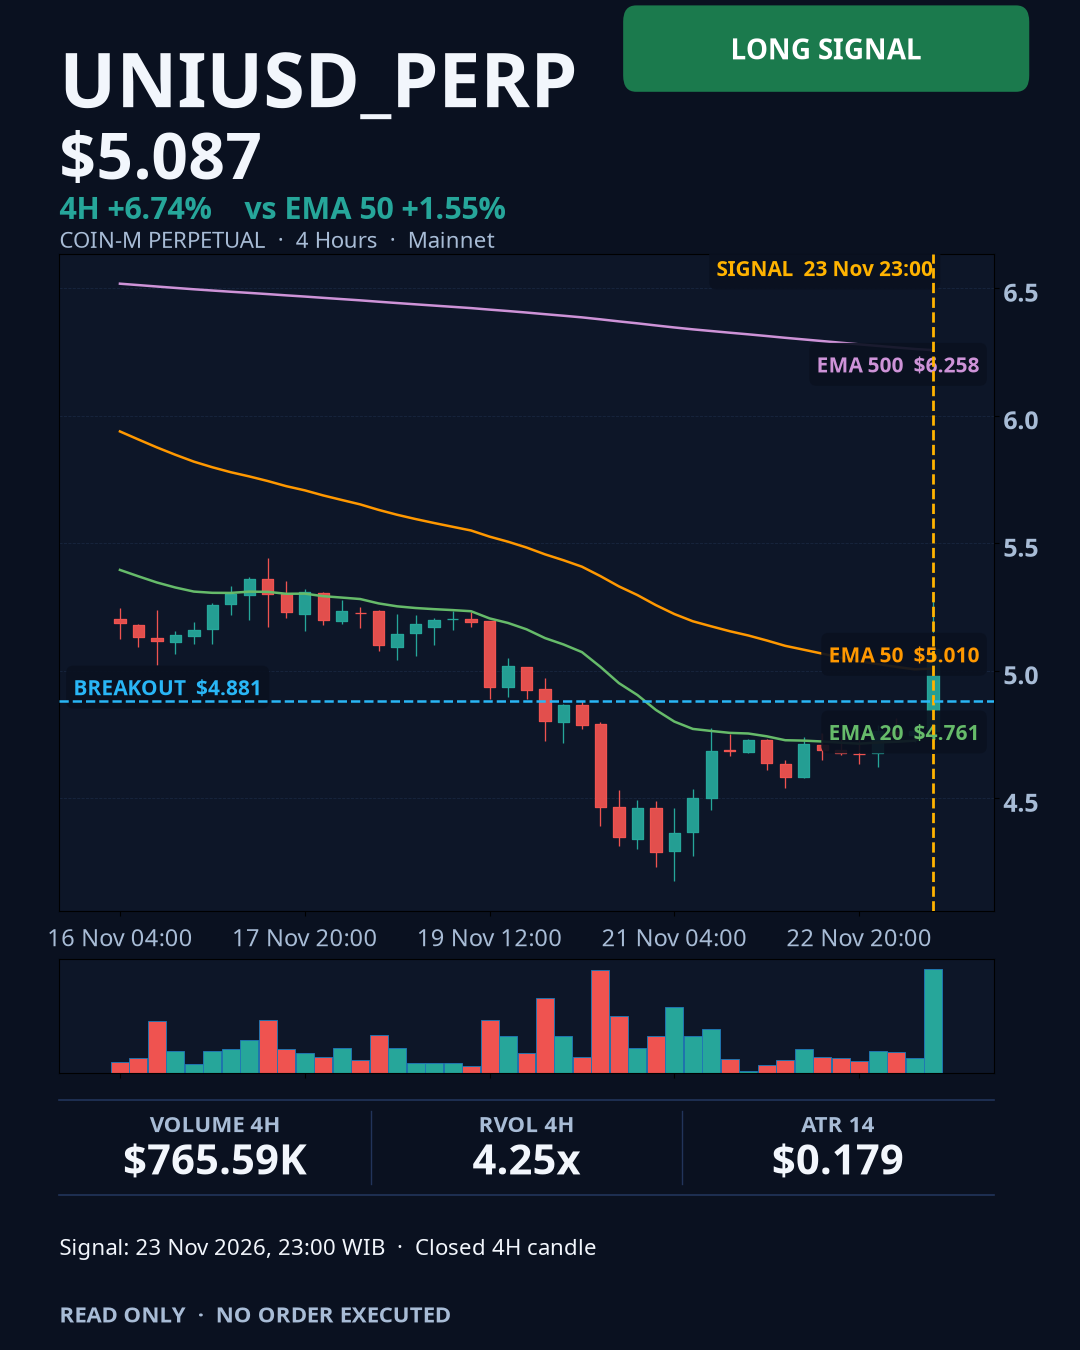 LONG SIGNAL
UNIUSD_PERP
$5.087
4H +6.74% vs EMA 50 +1.55%
COIN-M PERPETUAL · 4 Hours · Mainnet
SIGNAL 23 Nov 23:00
6.5
EMA 500 $6.258
6.0
5.5
EMA 50 $5.010
5.0
BREAKOUT $4.881
EMA 20 $4.761
4.5
16 Nov 04:00 17 Nov 20:00 19 Nov 12:00 21 Nov 04:00 22 Nov 20:00
VOLUME 4H RVOL 4H ATR 14
$765.59K 4.25x $0.179
Signal: 23 Nov 2026, 23:00 WIB · Closed 4H candle
READ ONLY · NO ORDER EXECUTED